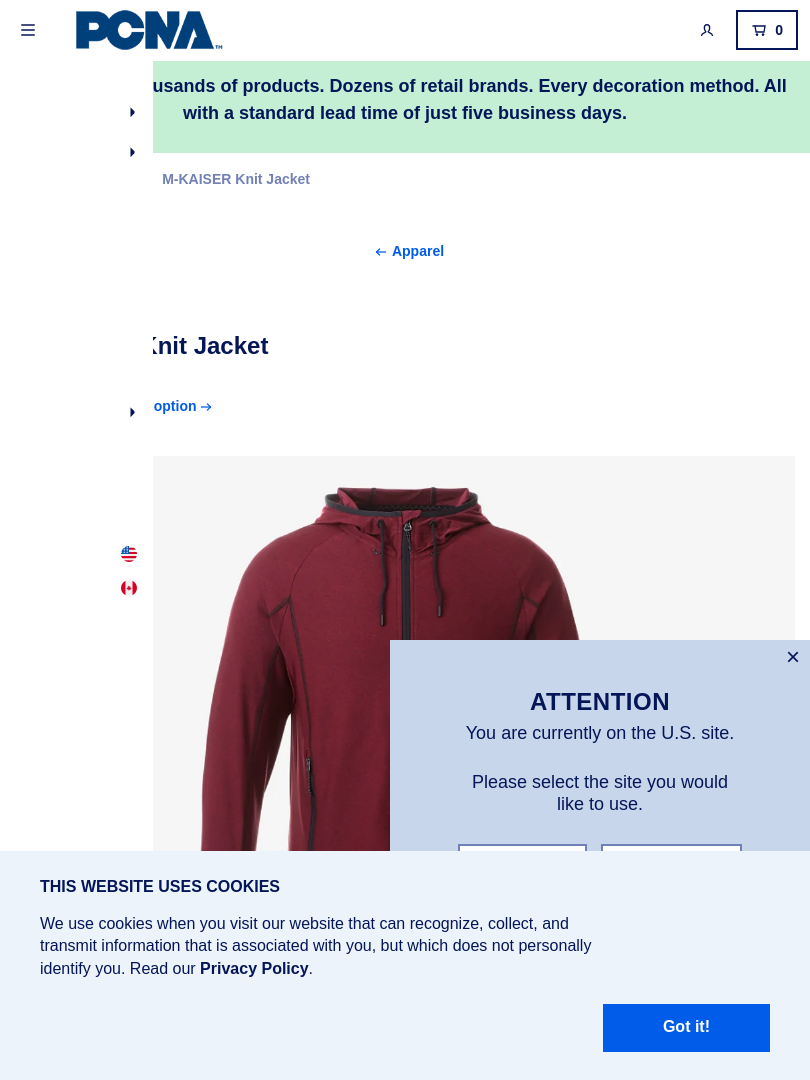 PCNA™
0
usands of products. Dozens of retail brands. Every decoration method. All
with a standard lead time of just five business days.
M-KAISER Knit Jacket
← Apparel
Knit Jacket
option →
ATTENTION
You are currently on the U.S. site.
Please select the site you would
like to use.
THIS WEBSITE USES COOKIES
We use cookies when you visit our website that can recognize, collect, and
transmit information that is associated with you, but which does not personally
identify you. Read our Privacy Policy.
Got it!